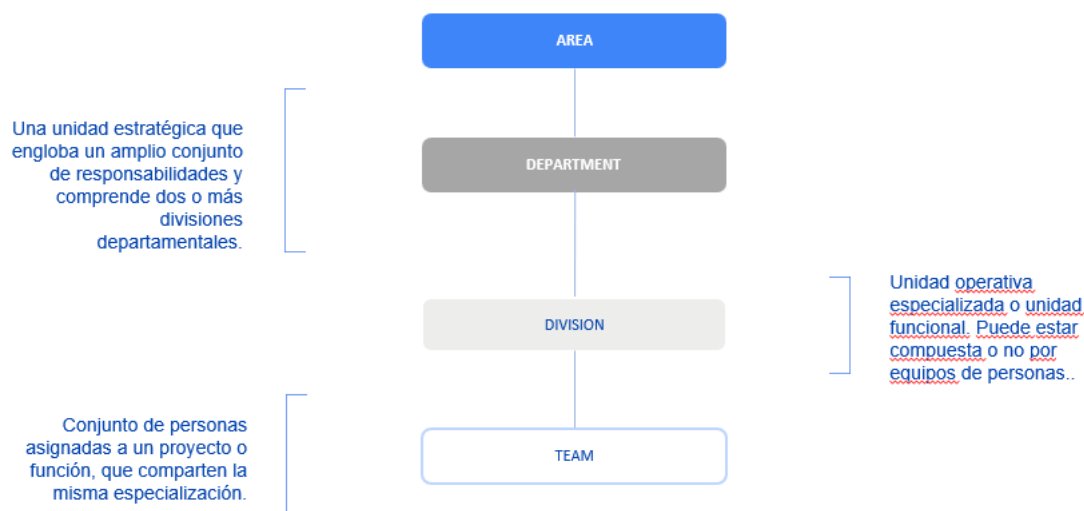 AREA
Una unidad estratégica que
engloba un amplio conjunto
de responsabilidades y
comprende dos o más
divisiones
departamentales.
DEPARTMENT
Unidad operativa
especializada o unidad
funcional. Puede estar
compuesta o no por
equipos de personas..
DIVISION
Conjunto de personas
asignadas a un proyecto o
función, que comparten la
misma especialización.
TEAM